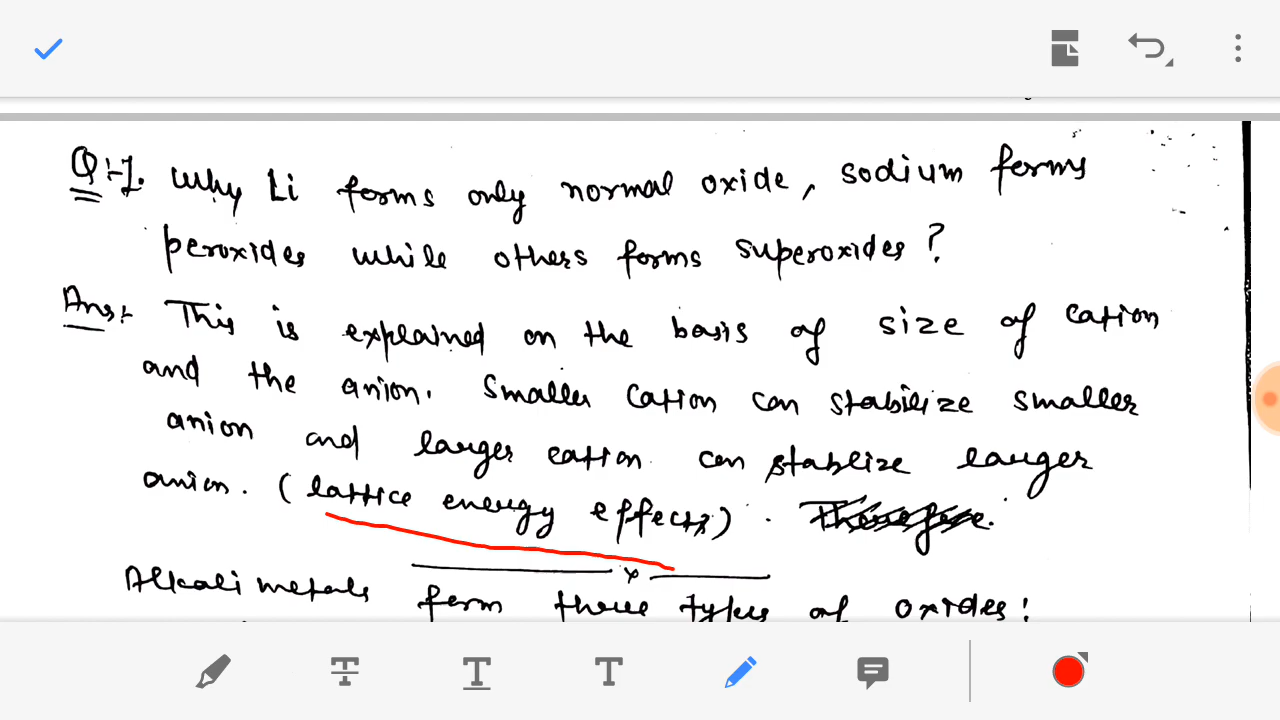 Q:-1. Why Li forms only normal oxide, sodium forms
peroxides while others forms superoxides?
Ans:- This is explained on the basis of size of cation
and the anion. Smaller cation can stabilize smaller
anion and larger cation can stablize larger
anion. (lattice energy effects). Therefore.
x
Alkali metals form three types of oxides:
T T T